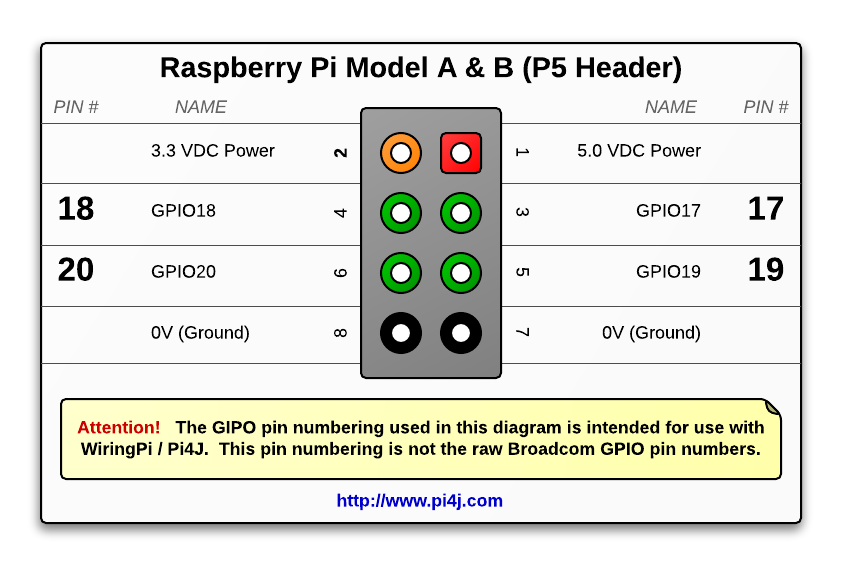 Raspberry Pi Model A & B (P5 Header)
PIN # NAME NAME PIN #
3.3 VDC Power 2 1 5.0 VDC Power
18 GPIO18 4 3 GPIO17 17
20 GPIO20 6 5 GPIO19 19
0V (Ground) 8 7 0V (Ground)
Attention! The GIPO pin numbering used in this diagram is intended for use with
WiringPi / Pi4J. This pin numbering is not the raw Broadcom GPIO pin numbers.
http://www.pi4j.com